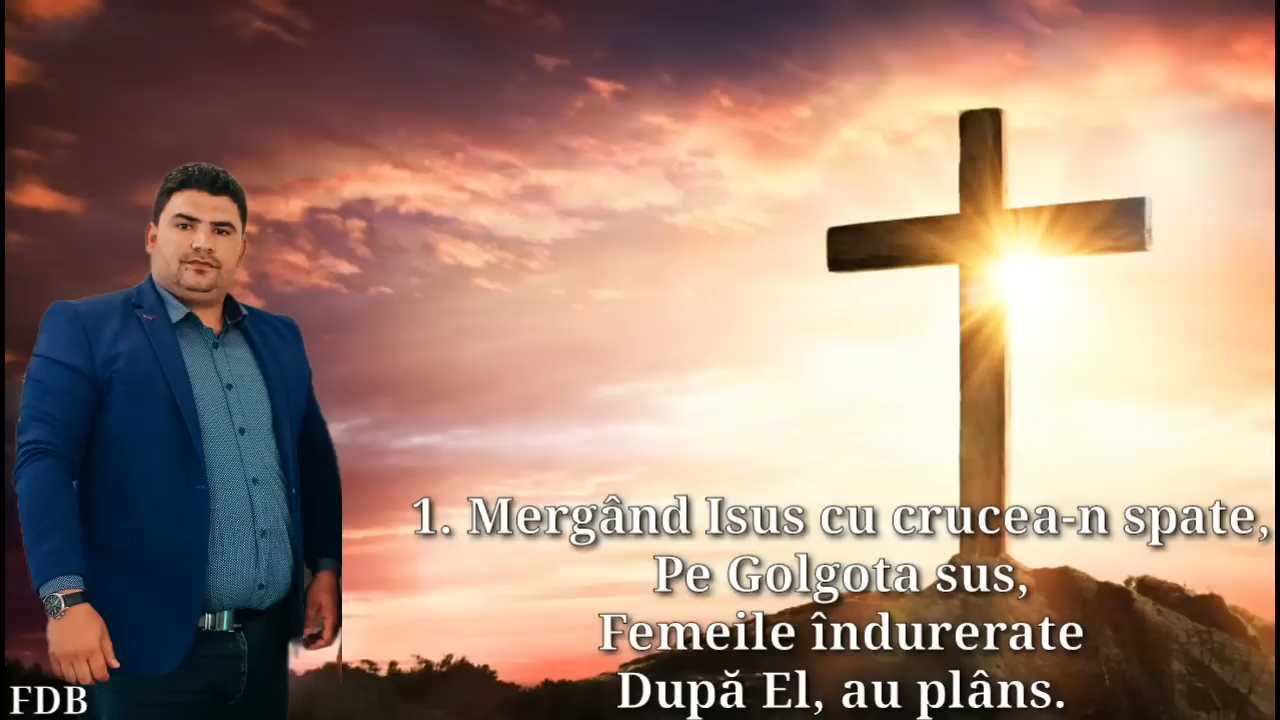 1. Mergând Isus cu crucea-n spate,
Pe Golgota sus,
Femeile îndurerate
După El, au plâns.
FDB